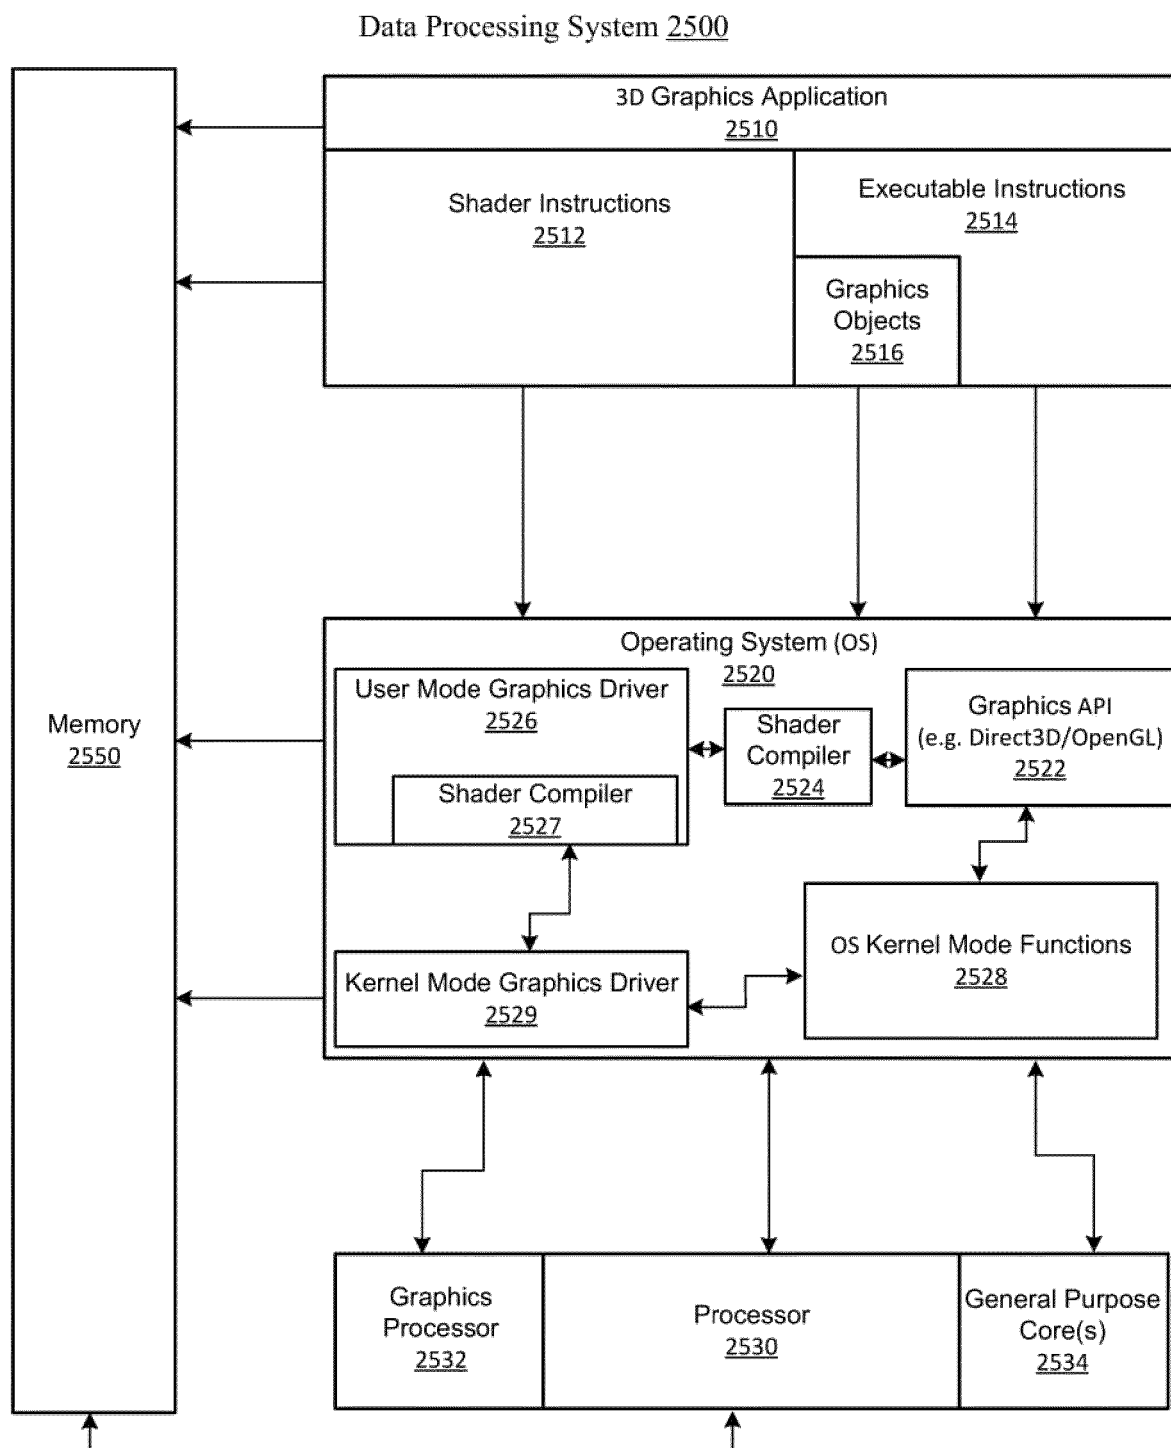 Data Processing System 2500
3D Graphics Application
2510
Shader Instructions
2512
Executable Instructions
2514
Graphics
Objects
2516
Memory
2550
Operating System (OS)
2520
User Mode Graphics Driver
2526
Shader Compiler
2527
Shader
Compiler
2524
Graphics API
(e.g. Direct3D/OpenGL)
2522
Kernel Mode Graphics Driver
2529
OS Kernel Mode Functions
2528
Graphics
Processor
2532
Processor
2530
General Purpose
Core(s)
2534